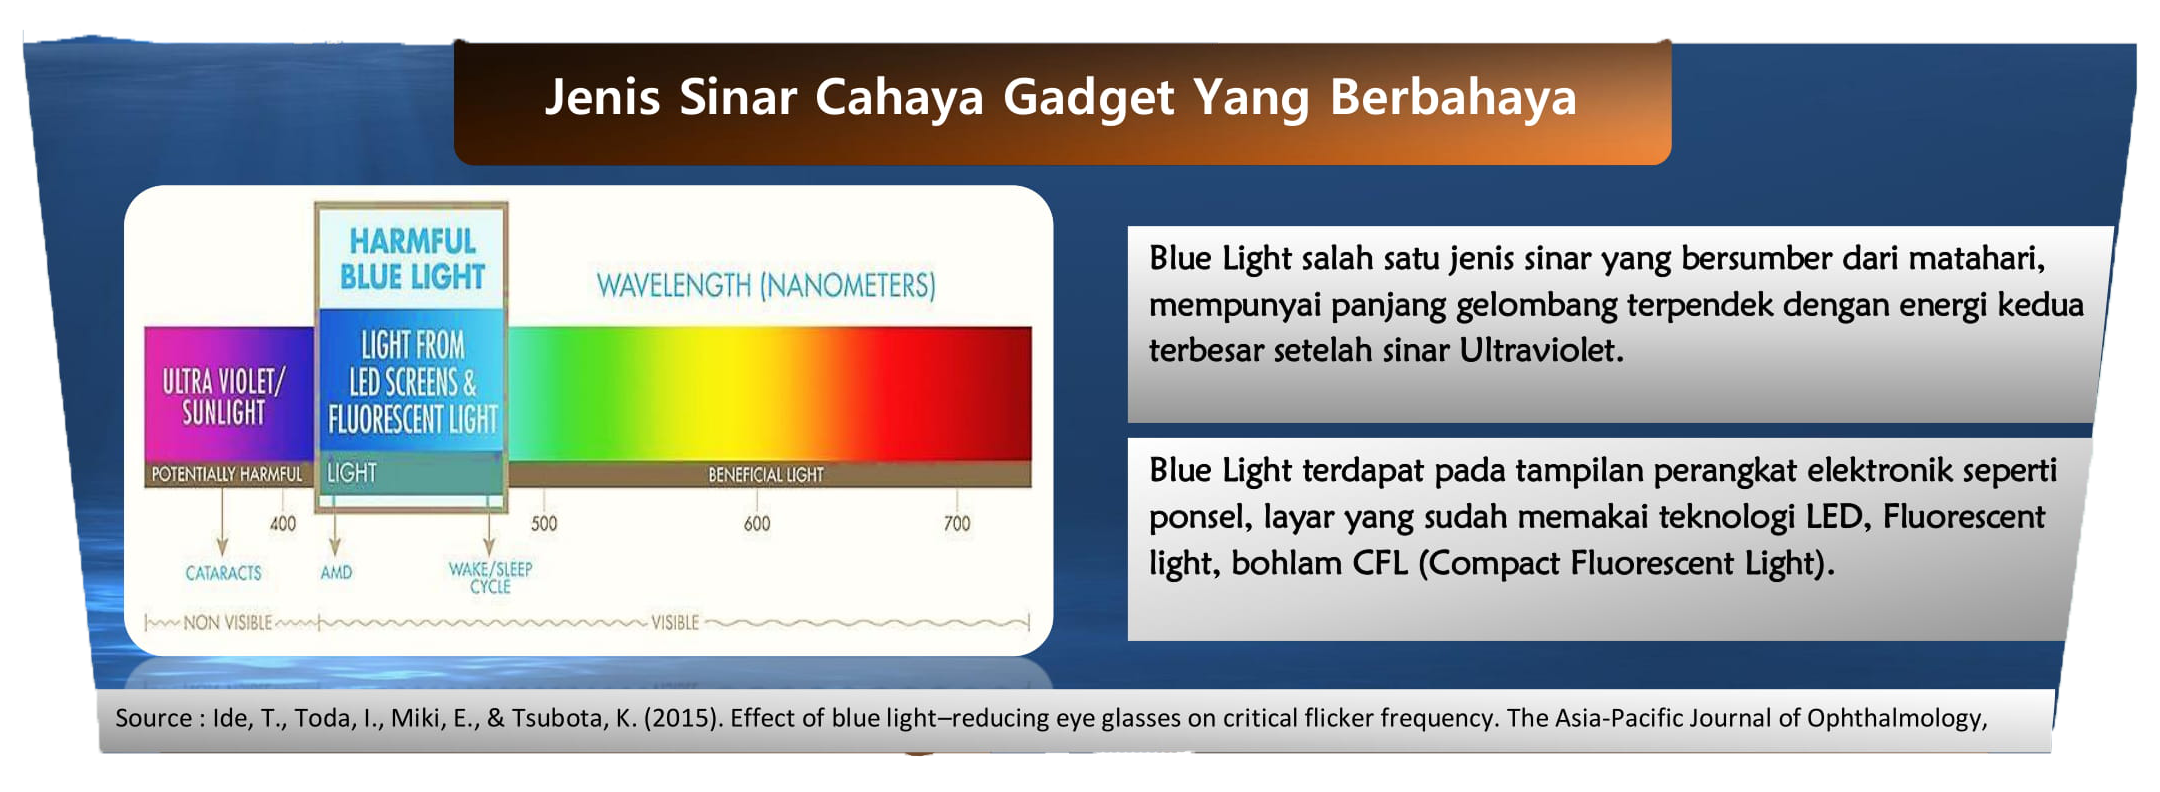 Jenis Sinar Cahaya Gadget Yang Berbahaya
HARMFUL
BLUE LIGHT
WAVELENGTH (NANOMETERS)
ULTRA VIOLET/
SUNLIGHT
LIGHT FROM
LED SCREENS &
FLUORESCENT LIGHT
POTENTIALLY HARMFUL
LIGHT
BENEFICIAL LIGHT
400
500
600
700
CATARACTS
AMD
WAKE/SLEEP
CYCLE
NON VISIBLE
VISIBLE
Blue Light salah satu jenis sinar yang bersumber dari matahari,
mempunyai panjang gelombang terpendek dengan energi kedua
terbesar setelah sinar Ultraviolet.
Blue Light terdapat pada tampilan perangkat elektronik seperti
ponsel, layar yang sudah memakai teknologi LED, Fluorescent
light, bohlam CFL (Compact Fluorescent Light).
Source : Ide, T., Toda, I., Miki, E., & Tsubota, K. (2015). Effect of blue light–reducing eye glasses on critical flicker frequency. The Asia-Pacific Journal of Ophthalmology,